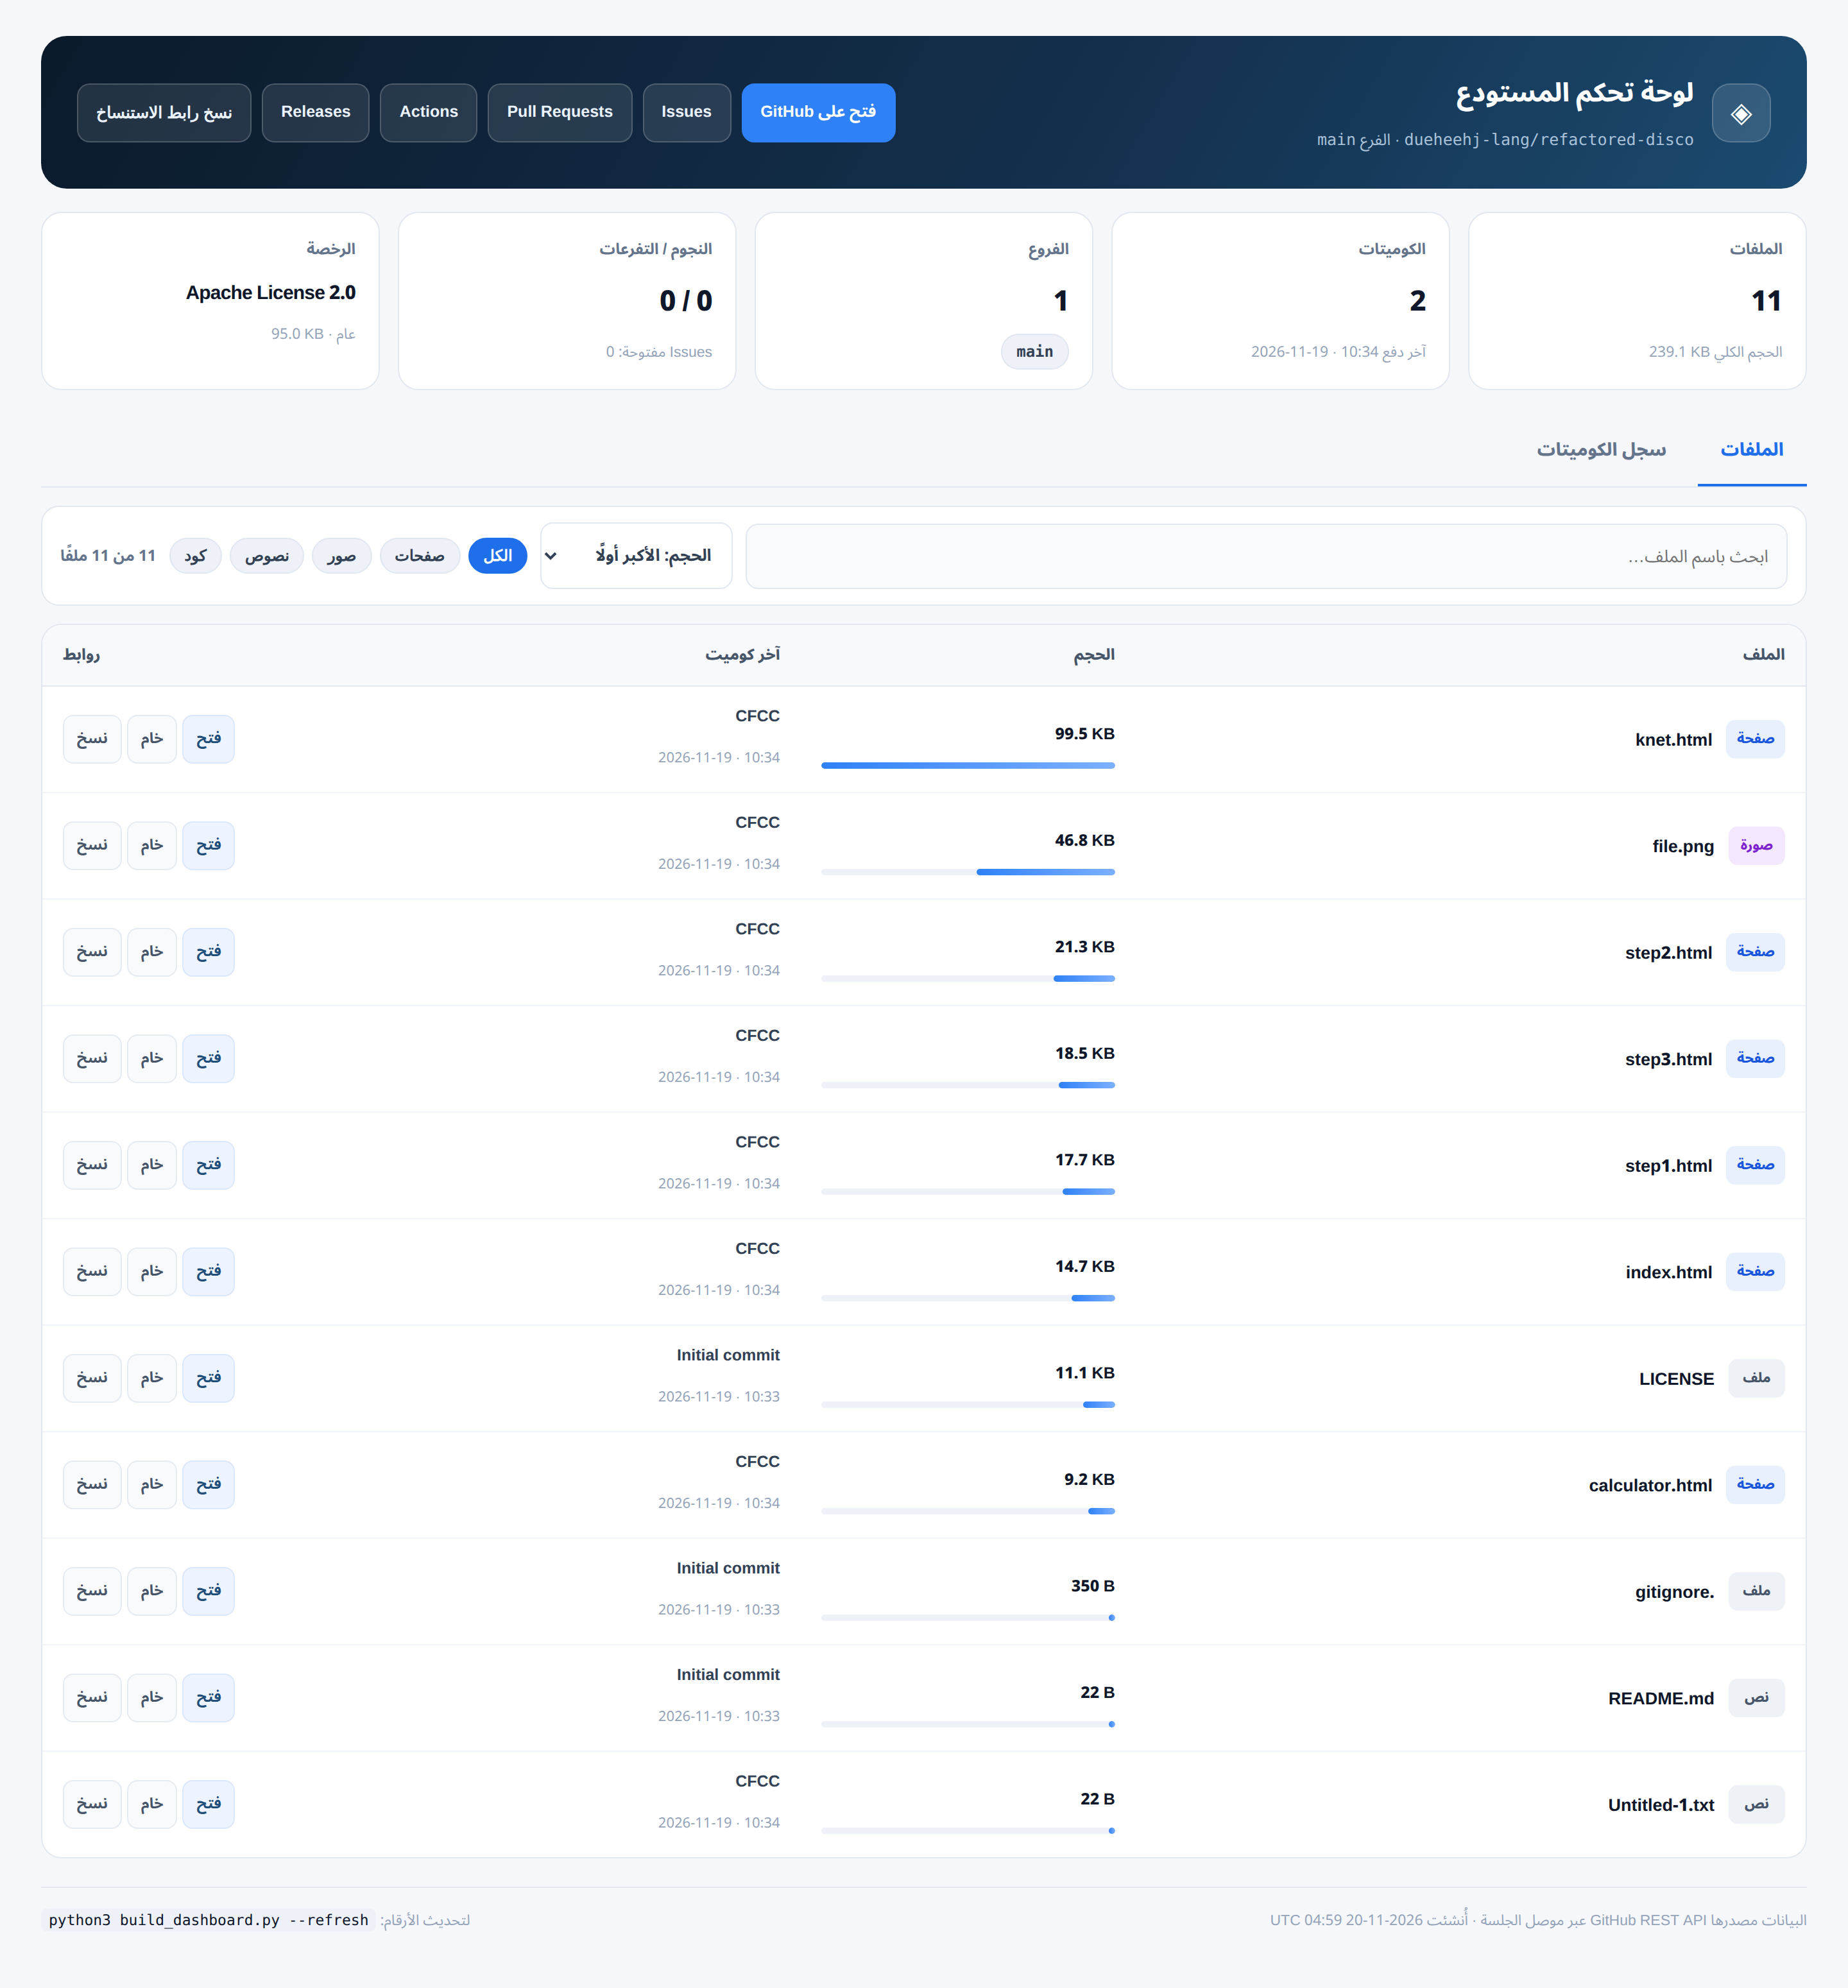 ◈
لوحة تحكم المستودع
dueheehj-lang/refactored-disco · الفرع main
فتح على GitHub
Issues
Pull Requests
Actions
Releases
نسخ رابط الاستنساخ
الملفات
11
الحجم الكلي 239.1 KB
الكوميتات
2
آخر دفع 2026-11-19 · 10:34
الفروع
1
main
النجوم / التفرعات
0 / 0
Issues مفتوحة: 0
الرخصة
Apache License 2.0
عام · 95.0 KB
الملفات
سجل الكوميتات
ابحث باسم الملف...
الحجم: الأكبر أولًا
الكل
صفحات
صور
نصوص
كود
11 من 11 ملفًا
الملف الحجم آخر كوميت روابط
صفحة knet.html 99.5 KB CFCC 2026-11-19 · 10:34 فتح خام نسخ
صورة file.png 46.8 KB CFCC 2026-11-19 · 10:34 فتح خام نسخ
صفحة step2.html 21.3 KB CFCC 2026-11-19 · 10:34 فتح خام نسخ
صفحة step3.html 18.5 KB CFCC 2026-11-19 · 10:34 فتح خام نسخ
صفحة step1.html 17.7 KB CFCC 2026-11-19 · 10:34 فتح خام نسخ
صفحة index.html 14.7 KB CFCC 2026-11-19 · 10:34 فتح خام نسخ
ملف LICENSE 11.1 KB Initial commit 2026-11-19 · 10:33 فتح خام نسخ
صفحة calculator.html 9.2 KB CFCC 2026-11-19 · 10:34 فتح خام نسخ
ملف gitignore. 350 B Initial commit 2026-11-19 · 10:33 فتح خام نسخ
نص README.md 22 B Initial commit 2026-11-19 · 10:33 فتح خام نسخ
نص Untitled-1.txt 22 B CFCC 2026-11-19 · 10:34 فتح خام نسخ
البيانات مصدرها GitHub REST API عبر موصل الجلسة · أُنشئت 2026-11-20 04:59 UTC
لتحديث الأرقام: python3 build_dashboard.py --refresh